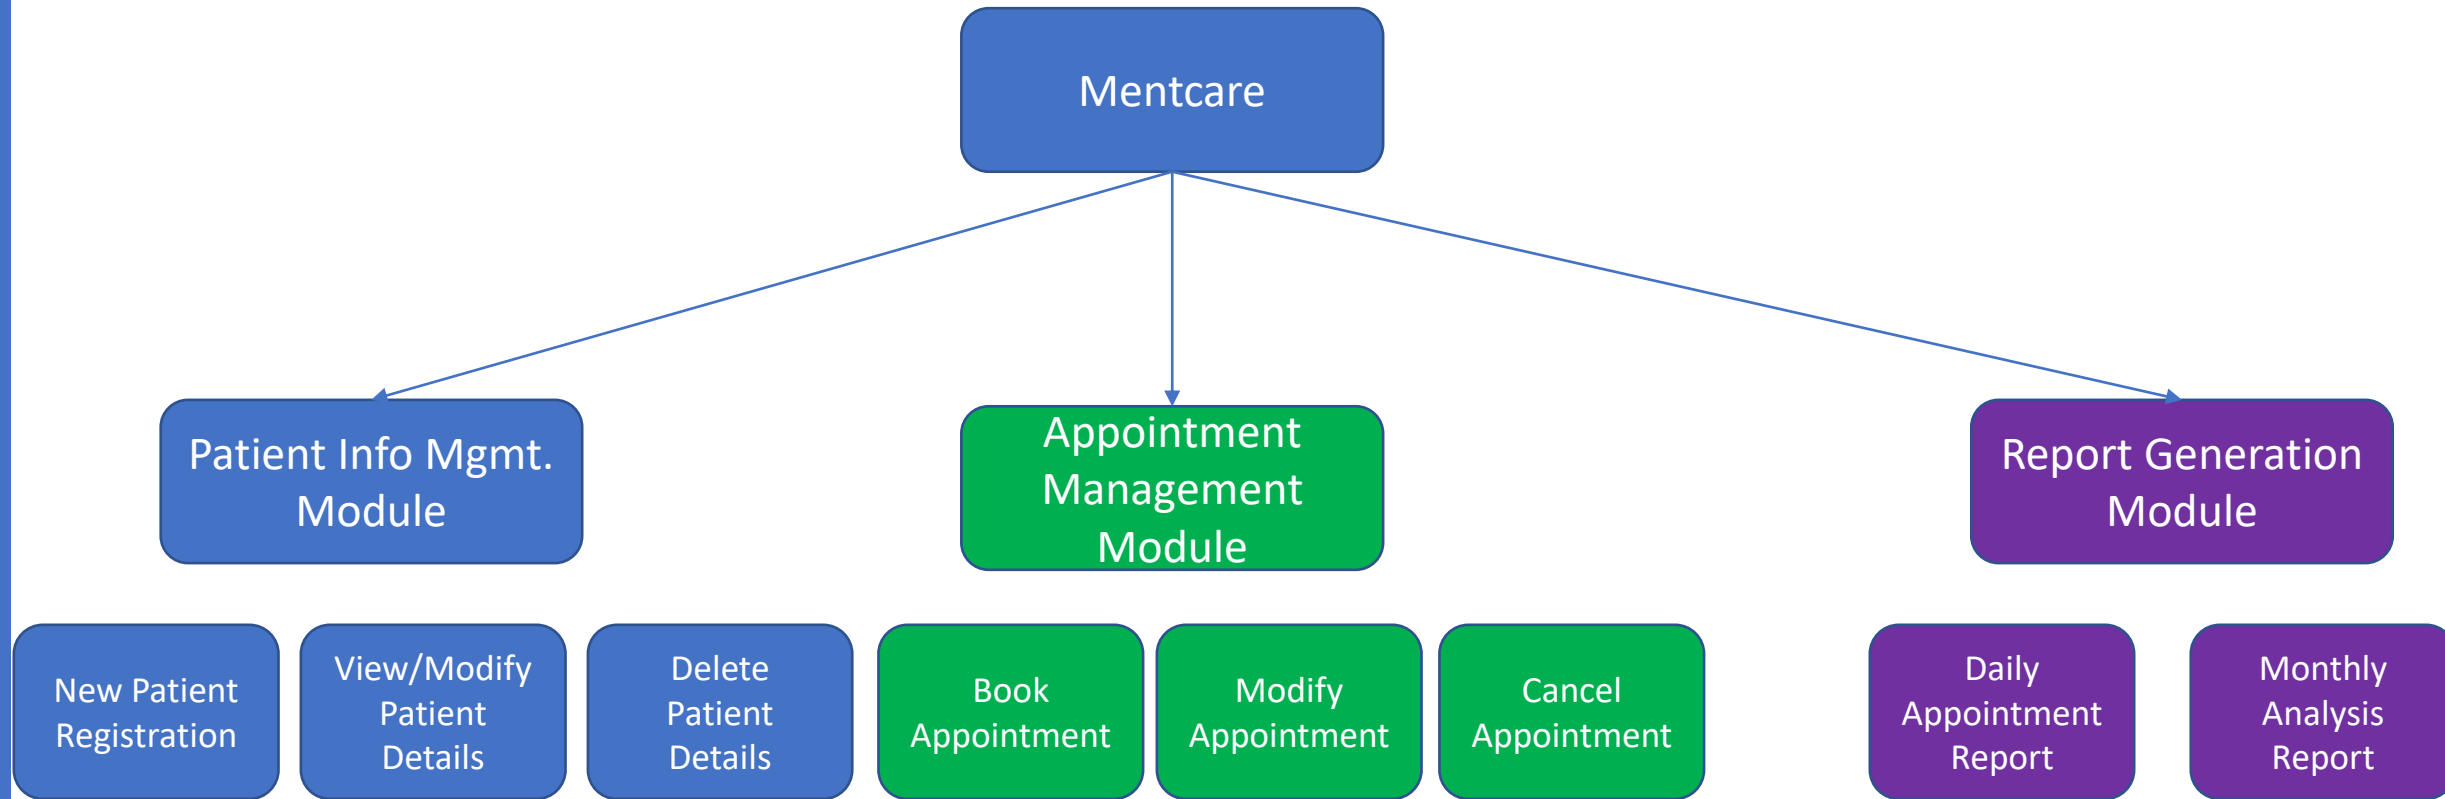 Mentcare
Patient Info Mgmt.
Module
Appointment
Management
Module
Report Generation
Module
New Patient
Registration
View/Modify
Patient
Details
Delete
Patient
Details
Book
Appointment
Modify
Appointment
Cancel
Appointment
Daily
Appointment
Report
Monthly
Analysis
Report